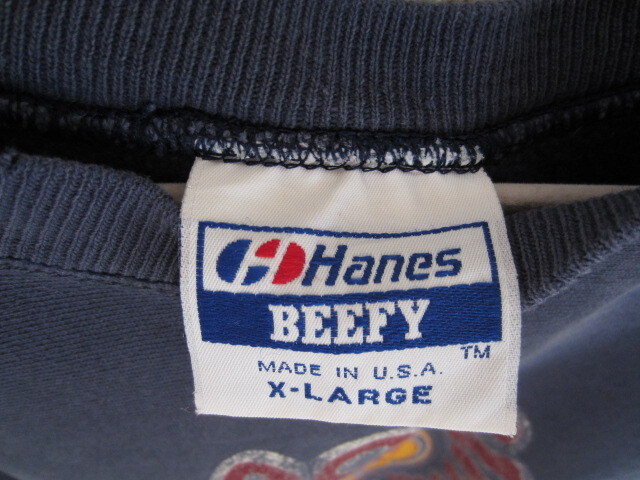 Hanes
BEEFY
TM
MADE IN U.S.A.
X-LARGE